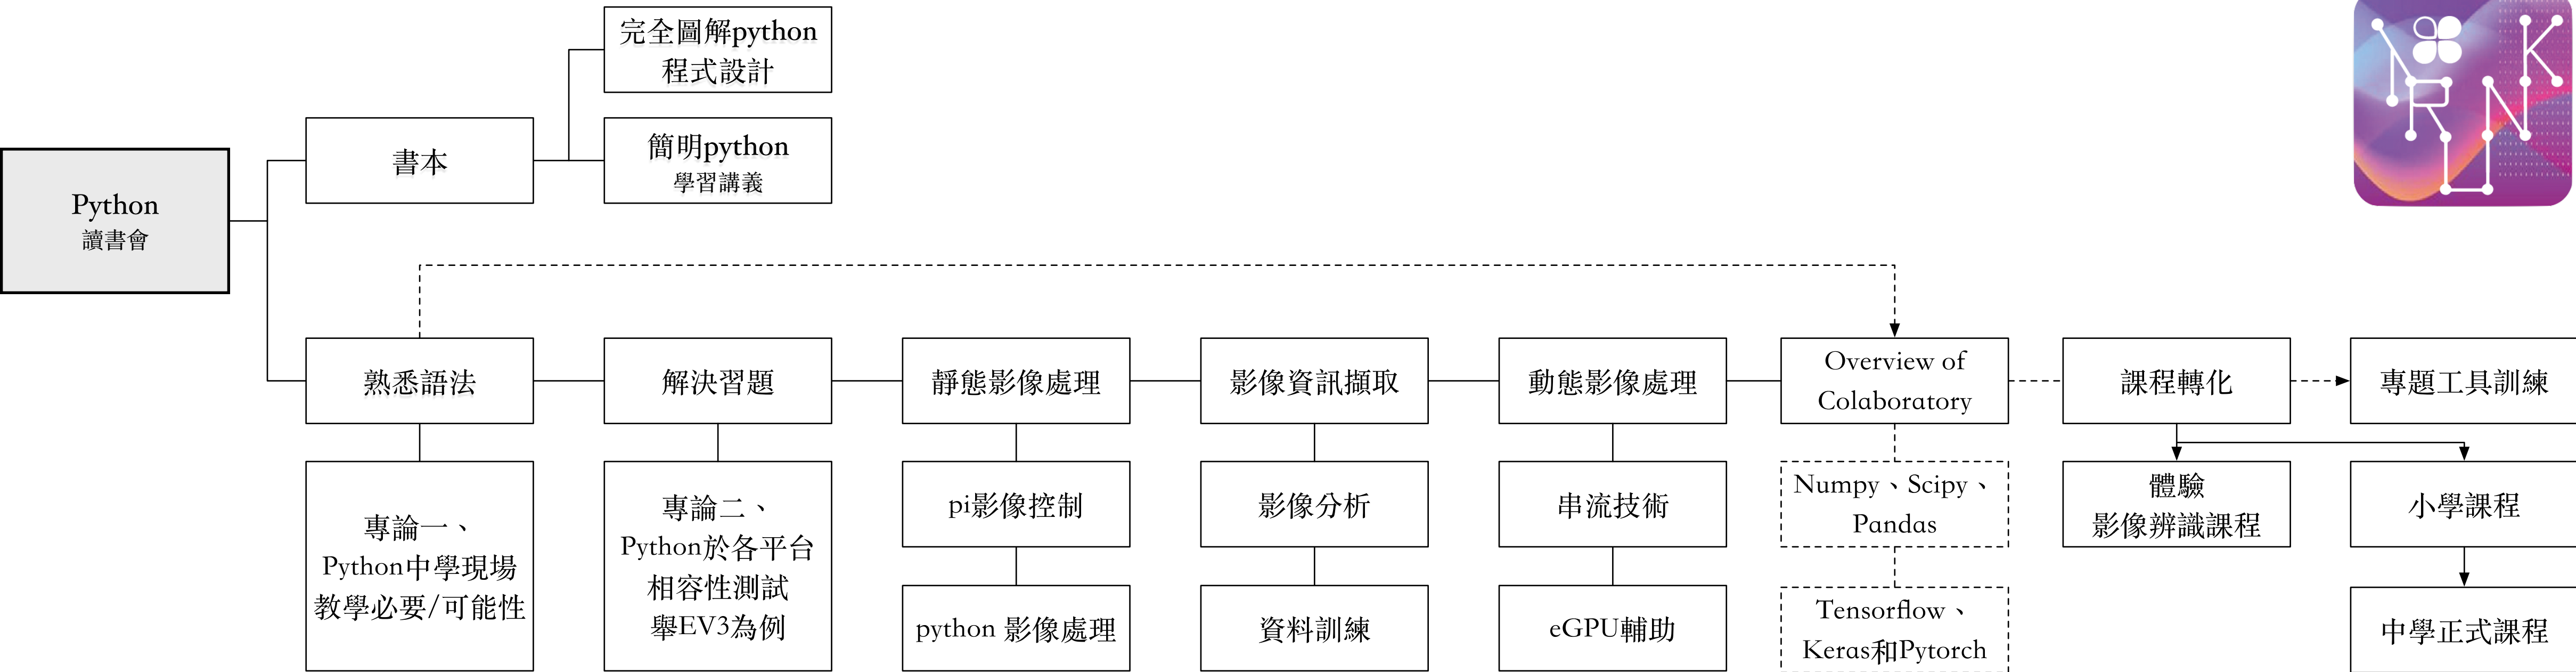 完全圖解python
程式設計
書本
簡明python
學習講義
Python
讀書會
熟悉語法
解決習題
靜態影像處理
影像資訊擷取
動態影像處理
Overview of
Colaboratory
課程轉化
專題工具訓練
專論一、
Python中學現場
教學必要/可能性
專論二、
Python於各平台
相容性測試
舉EV3為例
pi影像控制
python 影像處理
影像分析
資料訓練
串流技術
eGPU輔助
Numpy、Scipy、
Pandas
Tensorflow、
Keras和Pytorch
體驗
影像辨識課程
小學課程
中學正式課程